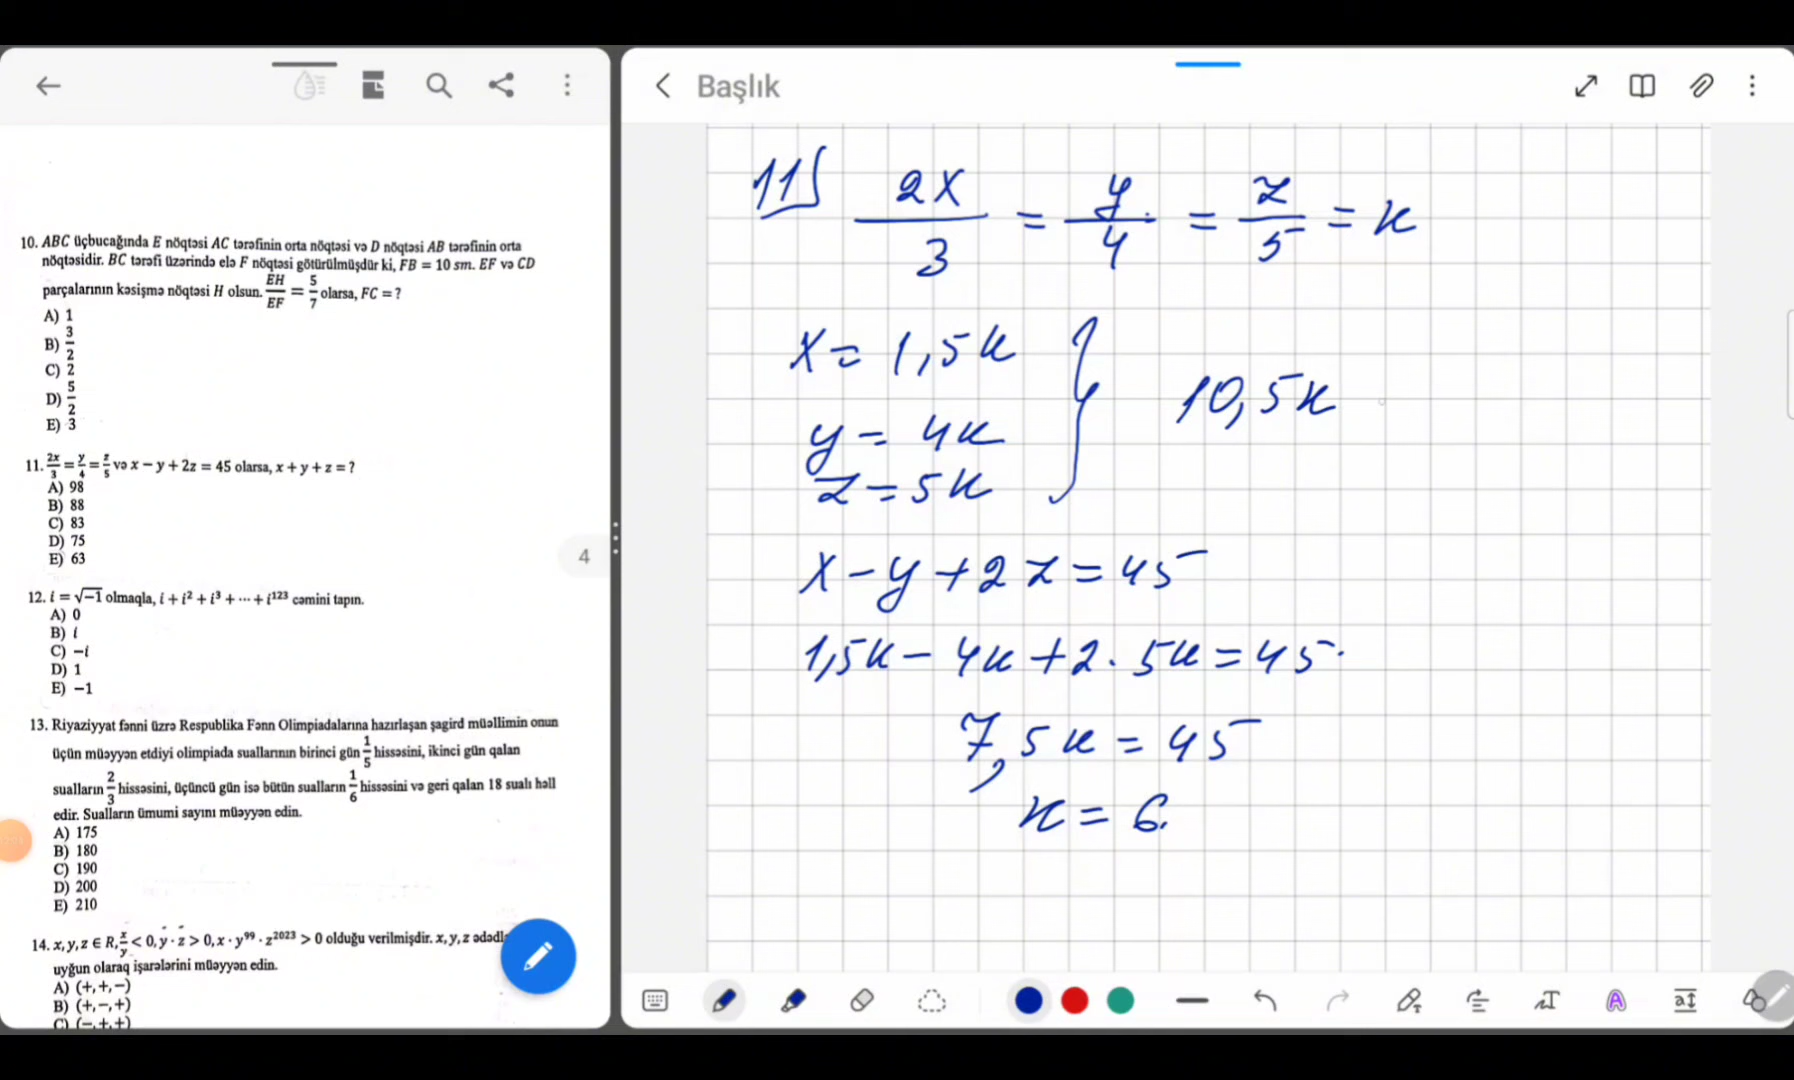 Başlık
10. ABC üçbucağında E nöqtəsi AC tərəfinin orta nöqtəsi və D nöqtəsi AB tərəfinin orta
nöqtəsidir. BC tərəfi üzərində elə F nöqtəsi götürülmüşdür ki, FB = 10 sm. EF və CD
parçalarının kəsişmə nöqtəsi H olsun. EH/EF = 5/7 olarsa, FC = ?
A) 1
B) 3/2
C) 2
D) 5/2
E) 3
11. 2x/3 = y/4 = z/5 və x − y + 2z = 45 olarsa, x + y + z = ?
A) 98
B) 88
C) 83
D) 75
E) 63
4
12. i = √−1 olmaqla, i + i² + i³ + ⋯ + i¹²³ cəmini tapın.
A) 0
B) i
C) −i
D) 1
E) −1
13. Riyaziyyat fənni üzrə Respublika Fənn Olimpiadalarına hazırlaşan şagird müəllimin onun
üçün müəyyən etdiyi olimpiada suallarının birinci gün 1/5 hissəsini, ikinci gün qalan
sualların 2/3 hissəsini, üçüncü gün isə bütün sualların 1/6 hissəsini və geri qalan 18 sualı həll
edir. Sualların ümumi sayını müəyyən edin.
A) 175
B) 180
C) 190
D) 200
E) 210
14. x, y, z ∈ R, x/y < 0, y · z > 0, x · y⁹⁹ · z²⁰²³ > 0 olduğu verilmişdir. x, y, z ədədl
uyğun olaraq işarələrini müəyyən edin.
A) (+,+,−)
B) (+,−,+)
C) (−,+,+)
11) 2x/3 = y/4 = z/5 = k
x = 1,5k
10,5k
y = 4k
z = 5k
x − y + 2z = 45
1,5k − 4k + 2 · 5k = 45
7,5k = 45
k = 6